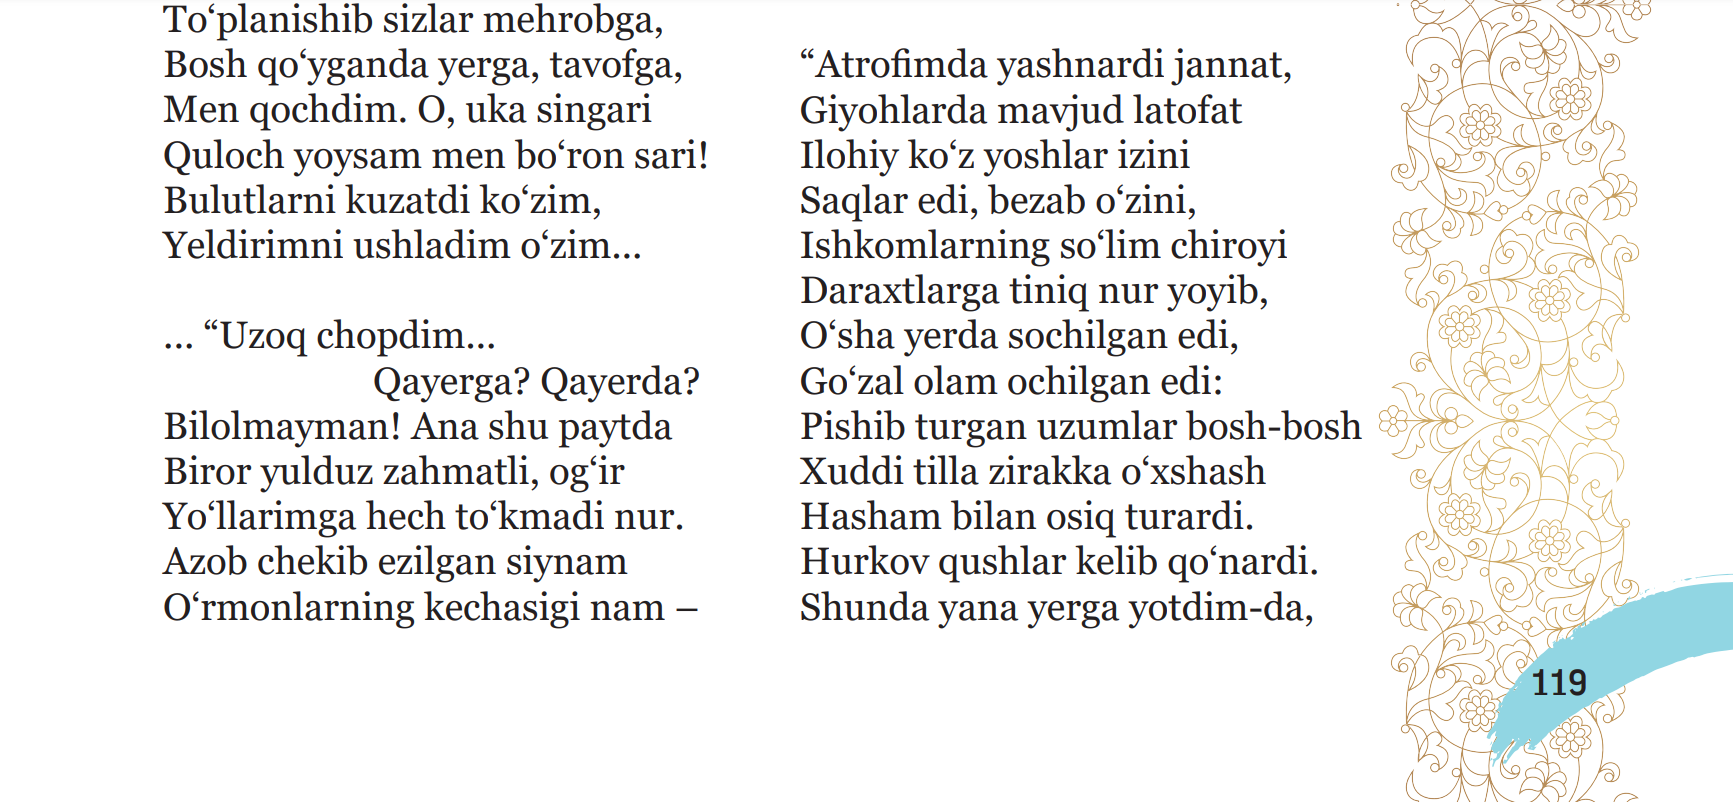 To‘planishib sizlar mehrobga,
Bosh qo‘yganda yerga, tavofga,
Men qochdim. O, uka singari
Quloch yoysam men bo‘ron sari!
Bulutlarni kuzatdi ko‘zim,
Yeldirimni ushladim o‘zim...
... “Uzoq chopdim...
Qayerga? Qayerda?
Bilolmayman! Ana shu paytda
Biror yulduz zahmatli, og‘ir
Yo‘llarimga hech to‘kmadi nur.
Azob chekib ezilgan siynam
O‘rmonlarning kechasigi nam –
“Atrofimda yashnardi jannat,
Giyohlarda mavjud latofat
Ilohiy ko‘z yoshlar izini
Saqlar edi, bezab o‘zini,
Ishkomlarning so‘lim chiroyi
Daraxtlarga tiniq nur yoyib,
O‘sha yerda sochilgan edi,
Go‘zal olam ochilgan edi:
Pishib turgan uzumlar bosh-bosh
Xuddi tilla zirakka o‘xshash
Hasham bilan osiq turardi.
Hurkov qushlar kelib qo‘nardi.
Shunda yana yerga yotdim-da,
119